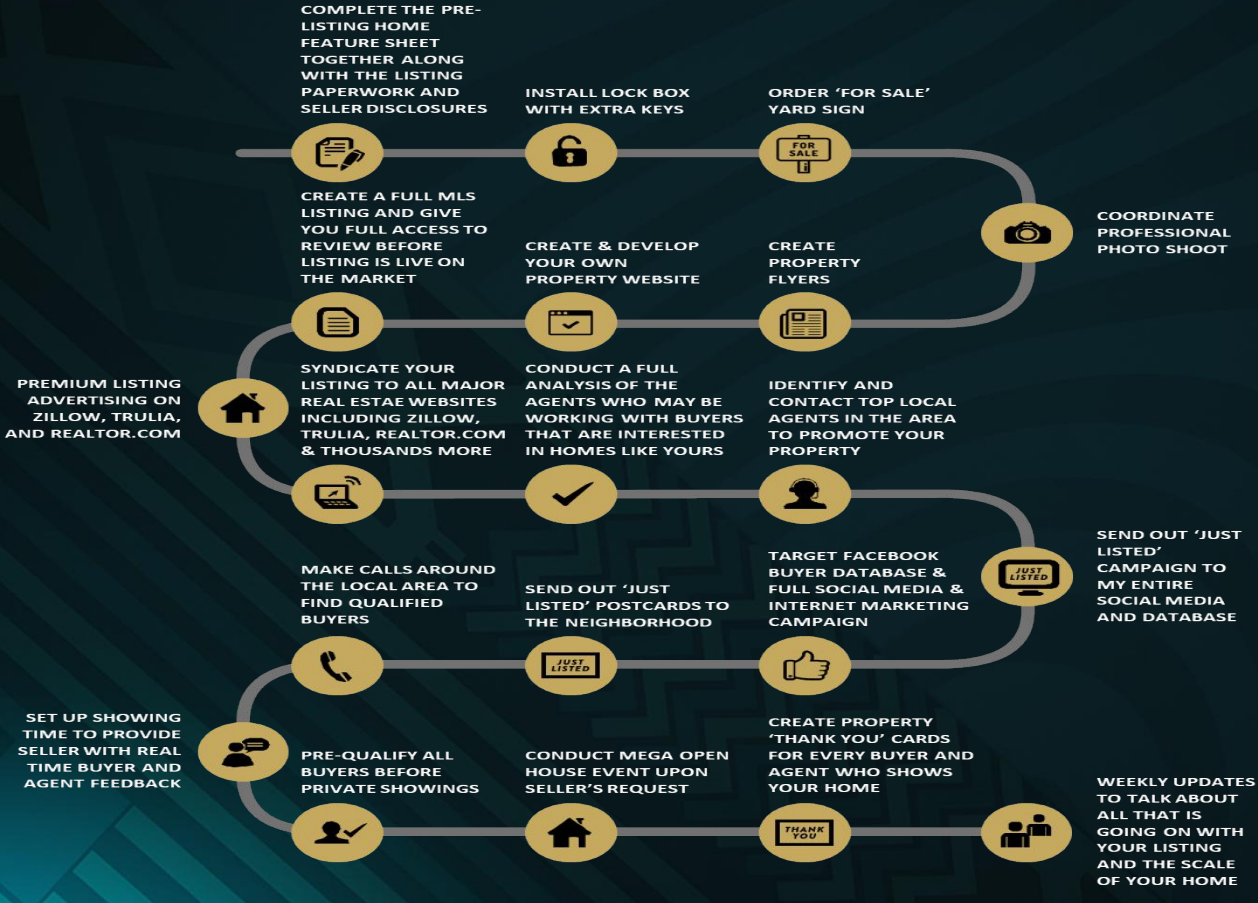 COMPLETE THE PRE-
LISTING HOME
FEATURE SHEET
TOGETHER ALONG
WITH THE LISTING
PAPERWORK AND
SELLER DISCLOSURES
INSTALL LOCK BOX
WITH EXTRA KEYS
ORDER ‘FOR SALE’
YARD SIGN
FOR
SALE
COORDINATE
PROFESSIONAL
PHOTO SHOOT
CREATE
PROPERTY
FLYERS
CREATE & DEVELOP
YOUR OWN
PROPERTY WEBSITE
CREATE A FULL MLS
LISTING AND GIVE
YOU FULL ACCESS TO
REVIEW BEFORE
LISTING IS LIVE ON
THE MARKET
PREMIUM LISTING
ADVERTISING ON
ZILLOW, TRULIA,
AND REALTOR.COM
SYNDICATE YOUR
LISTING TO ALL MAJOR
REAL ESTAE WEBSITES
INCLUDING ZILLOW,
TRULIA, REALTOR.COM
& THOUSANDS MORE
CONDUCT A FULL
ANALYSIS OF THE
AGENTS WHO MAY BE
WORKING WITH BUYERS
THAT ARE INTERESTED
IN HOMES LIKE YOURS
IDENTIFY AND
CONTACT TOP LOCAL
AGENTS IN THE AREA
TO PROMOTE YOUR
PROPERTY
SEND OUT ‘JUST
LISTED’
CAMPAIGN TO
MY ENTIRE
SOCIAL MEDIA
AND DATABASE
JUST
LISTED
TARGET FACEBOOK
BUYER DATABASE &
FULL SOCIAL MEDIA &
INTERNET MARKETING
CAMPAIGN
SEND OUT ‘JUST
LISTED’ POSTCARDS TO
THE NEIGHBORHOOD
JUST
LISTED
MAKE CALLS AROUND
THE LOCAL AREA TO
FIND QUALIFIED
BUYERS
SET UP SHOWING
TIME TO PROVIDE
SELLER WITH REAL
TIME BUYER AND
AGENT FEEDBACK
PRE-QUALIFY ALL
BUYERS BEFORE
PRIVATE SHOWINGS
CONDUCT MEGA OPEN
HOUSE EVENT UPON
SELLER’S REQUEST
CREATE PROPERTY
‘THANK YOU’ CARDS
FOR EVERY BUYER AND
AGENT WHO SHOWS
YOUR HOME
THANK
YOU
WEEKLY UPDATES
TO TALK ABOUT
ALL THAT IS
GOING ON WITH
YOUR LISTING
AND THE SCALE
OF YOUR HOME